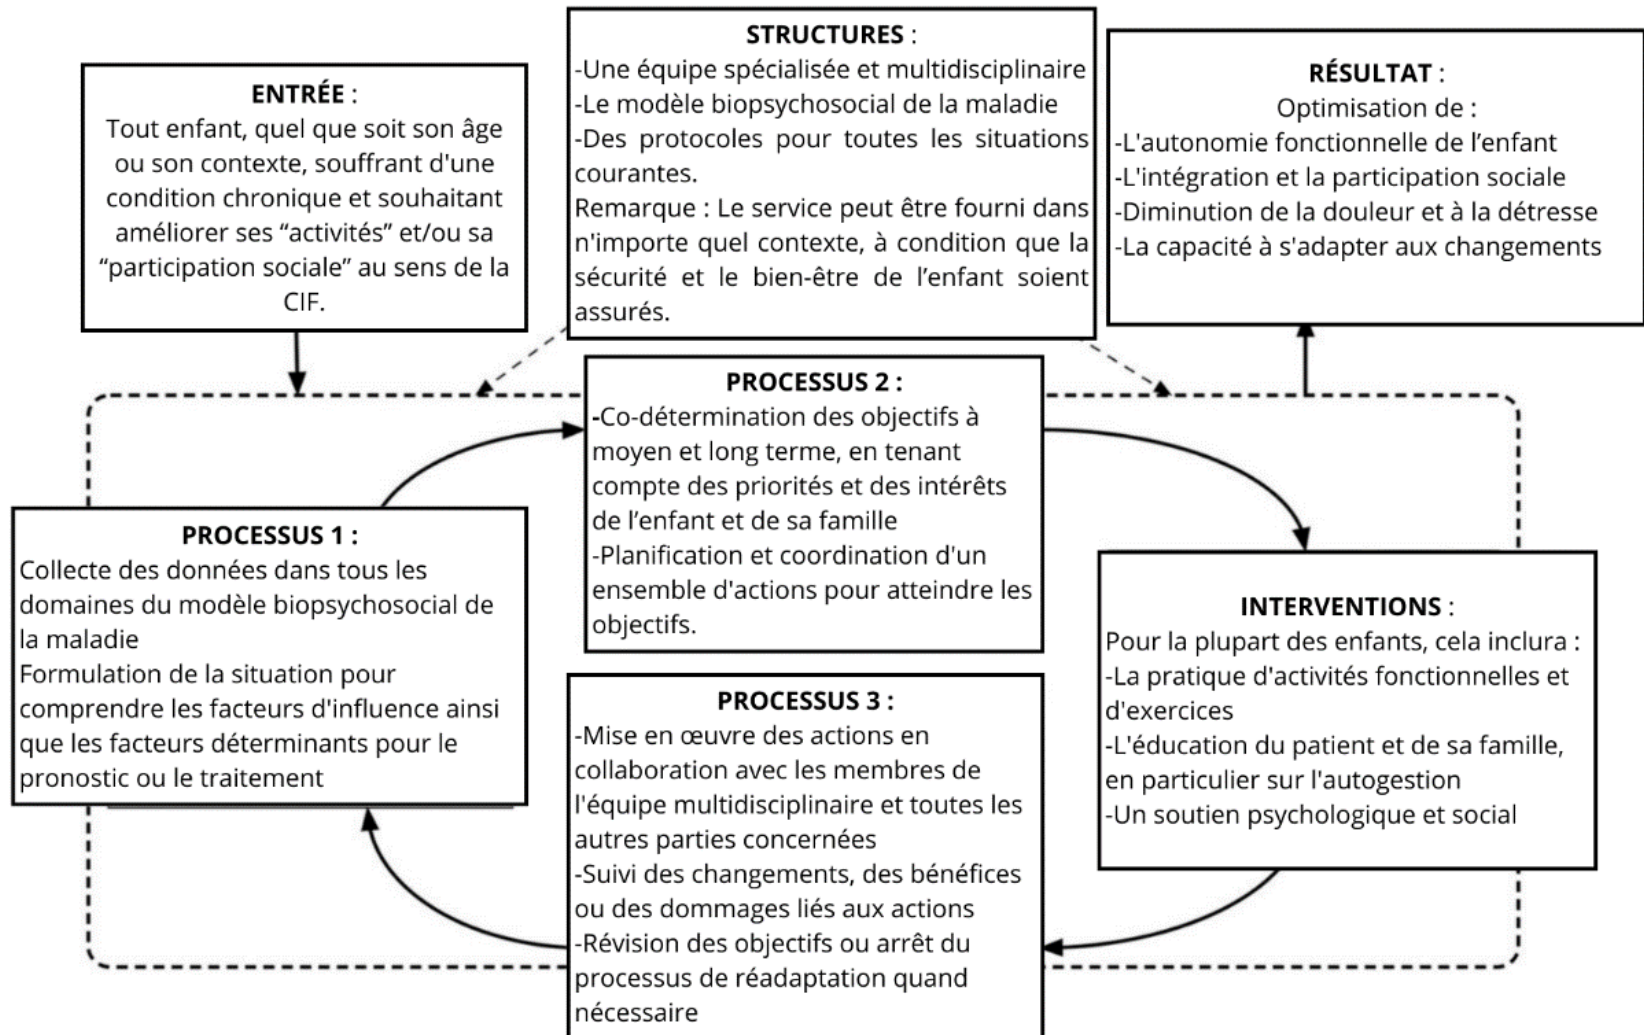 ENTRÉE :
Tout enfant, quel que soit son âge
ou son contexte, souffrant d'une
condition chronique et souhaitant
améliorer ses “activités” et/ou sa
“participation sociale” au sens de la
CIF.
STRUCTURES :
-Une équipe spécialisée et multidisciplinaire
-Le modèle biopsychosocial de la maladie
-Des protocoles pour toutes les situations
courantes.
Remarque : Le service peut être fourni dans
n'importe quel contexte, à condition que la
sécurité et le bien-être de l’enfant soient
assurés.
RÉSULTAT :
Optimisation de :
-L'autonomie fonctionnelle de l’enfant
-L'intégration et la participation sociale
-Diminution de la douleur et à la détresse
-La capacité à s'adapter aux changements
PROCESSUS 1 :
Collecte des données dans tous les
domaines du modèle biopsychosocial de
la maladie
Formulation de la situation pour
comprendre les facteurs d'influence ainsi
que les facteurs déterminants pour le
pronostic ou le traitement
PROCESSUS 2 :
-Co-détermination des objectifs à
moyen et long terme, en tenant
compte des priorités et des intérêts
de l’enfant et de sa famille
-Planification et coordination d'un
ensemble d'actions pour atteindre les
objectifs.
INTERVENTIONS :
Pour la plupart des enfants, cela inclura :
-La pratique d'activités fonctionnelles et
d'exercices
-L'éducation du patient et de sa famille,
en particulier sur l'autogestion
-Un soutien psychologique et social
PROCESSUS 3 :
-Mise en œuvre des actions en
collaboration avec les membres de
l'équipe multidisciplinaire et toutes les
autres parties concernées
-Suivi des changements, des bénéfices
ou des dommages liés aux actions
-Révision des objectifs ou arrêt du
processus de réadaptation quand
nécessaire